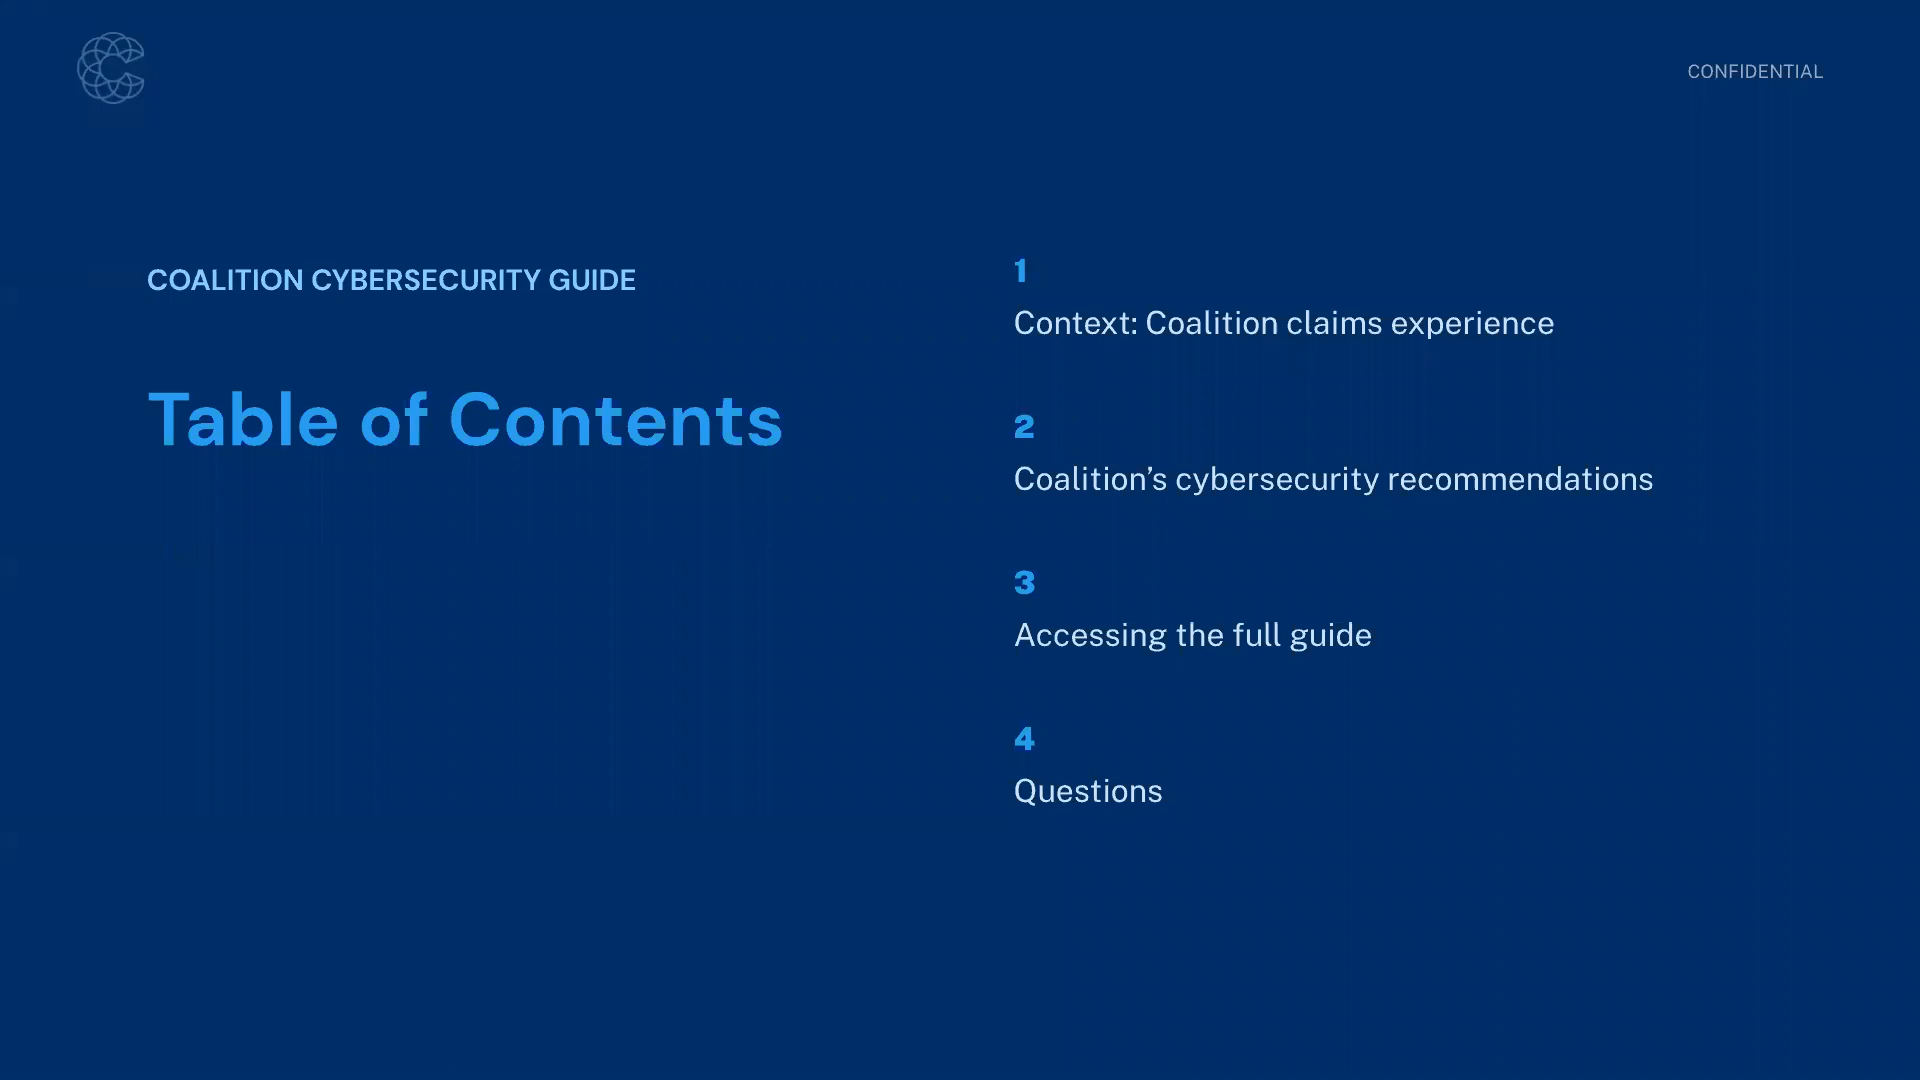 CONFIDENTIAL
COALITION CYBERSECURITY GUIDE
Table of Contents
1
Context: Coalition claims experience
2
Coalition’s cybersecurity recommendations
3
Accessing the full guide
4
Questions